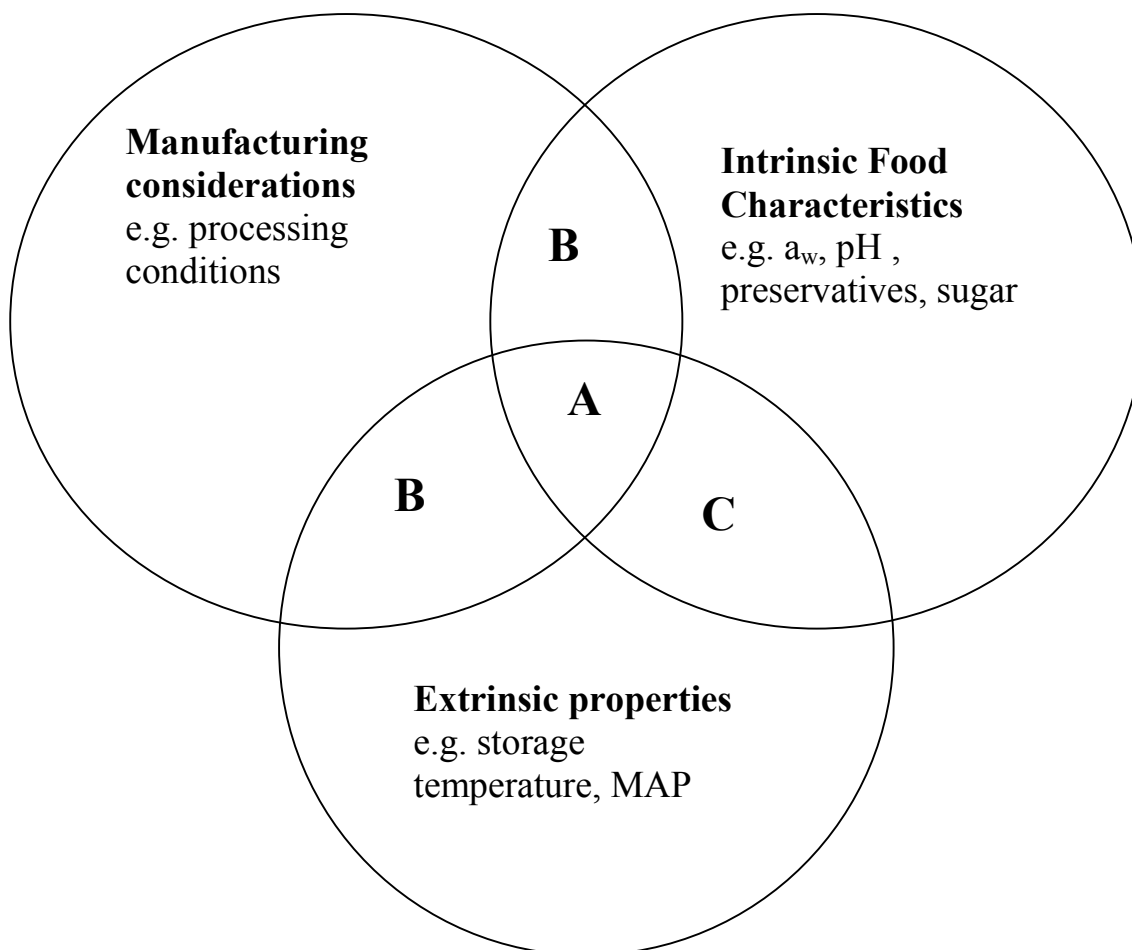 Manufacturing
considerations
e.g. processing
conditions
Intrinsic Food
Characteristics
e.g. aw, pH ,
preservatives, sugar
B
A
B
C
Extrinsic properties
e.g. storage
temperature, MAP